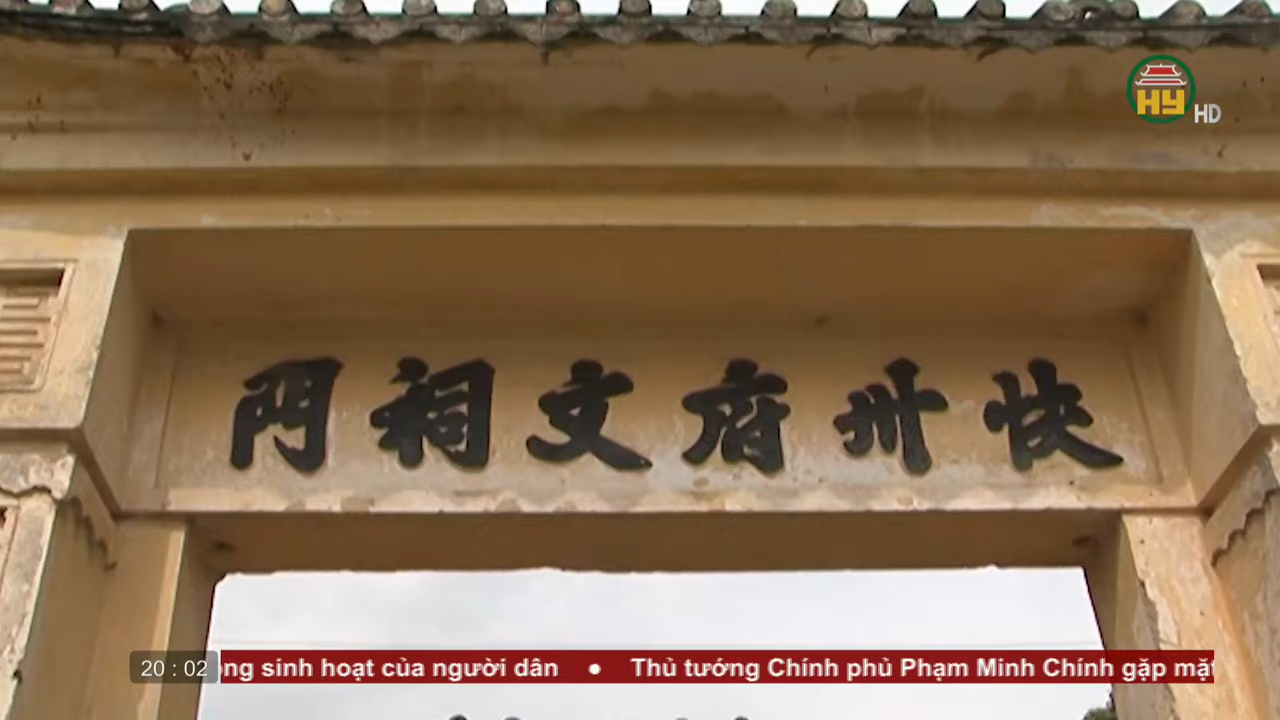 HY HD
快州府文祠門
20 : 02 ng sinh hoạt của người dân • Thủ tướng Chính phủ Phạm Minh Chính gặp mặt